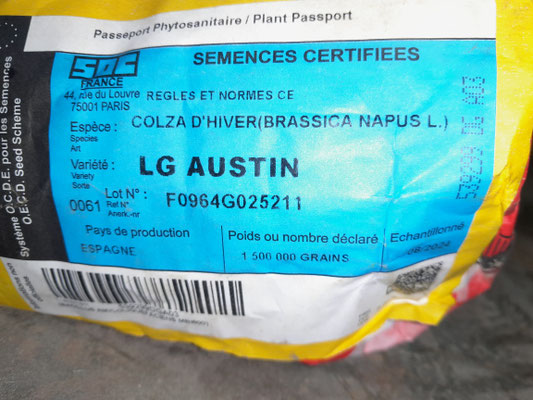 Passeport Phytosanitaire / Plant Passport
SOC
FRANCE
SEMENCES CERTIFIEES
44, rue du Louvre
75001 PARIS
REGLES ET NORMES CE
Espèce : COLZA D'HIVER(BRASSICA NAPUS L.)
Species
Art
Variété : LG AUSTIN
Variety
Sorte
Lot N° : F0964G025211
0061 Ref N°
Anerk.-nr
Pays de production
ESPAGNE
Poids ou nombre déclaré
1 500 000 GRAINS
Echantillonné
/2024
Système O.C.D.E. pour les Semences
O.E.C.D. Seed Scheme